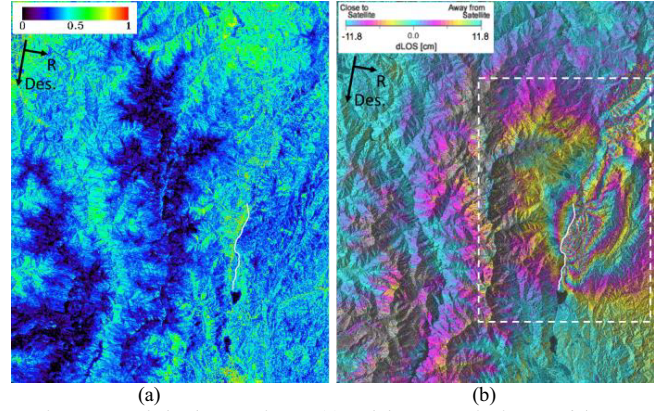 0 0.5 1
R
Des.
(a)
Close to Satellite
Away from Satellite
-11.8 0.0 11.8
dLOS [cm]
R
Des.
(b)